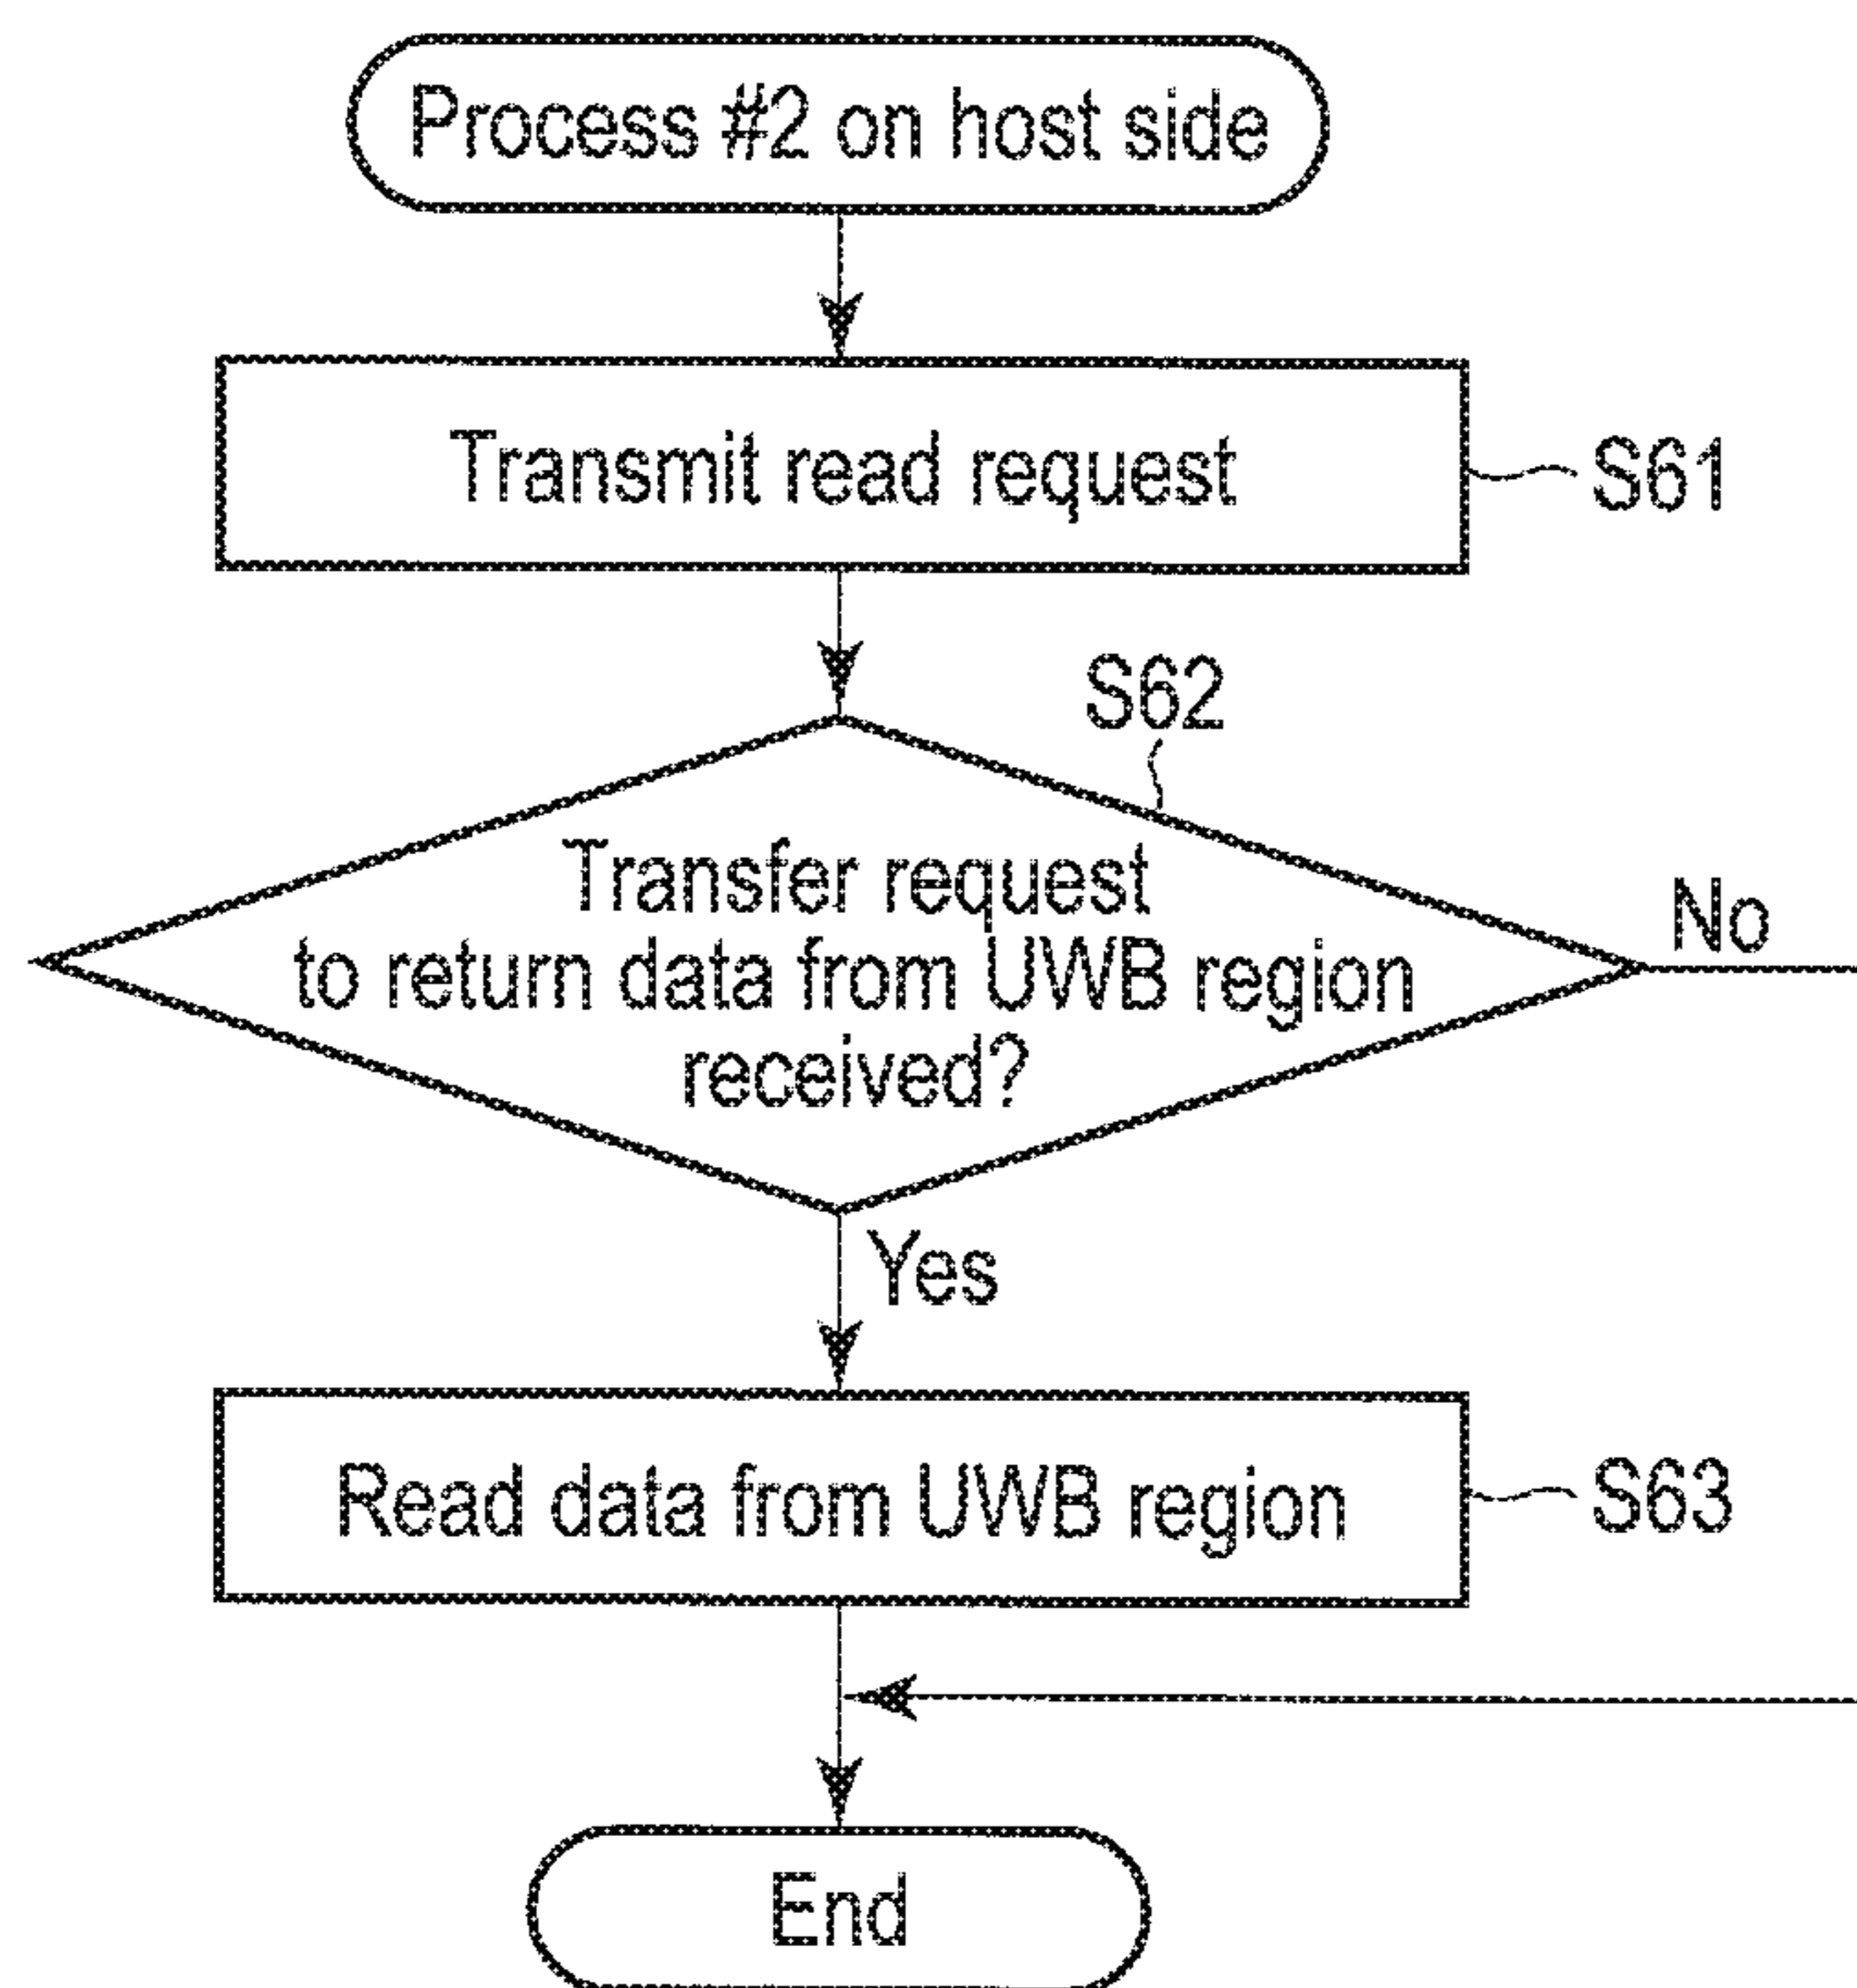 Process #2 on host side
Transmit read request
S61
S62
Transfer request
to return data from UWB region
received?
No
Yes
Read data from UWB region
S63
End